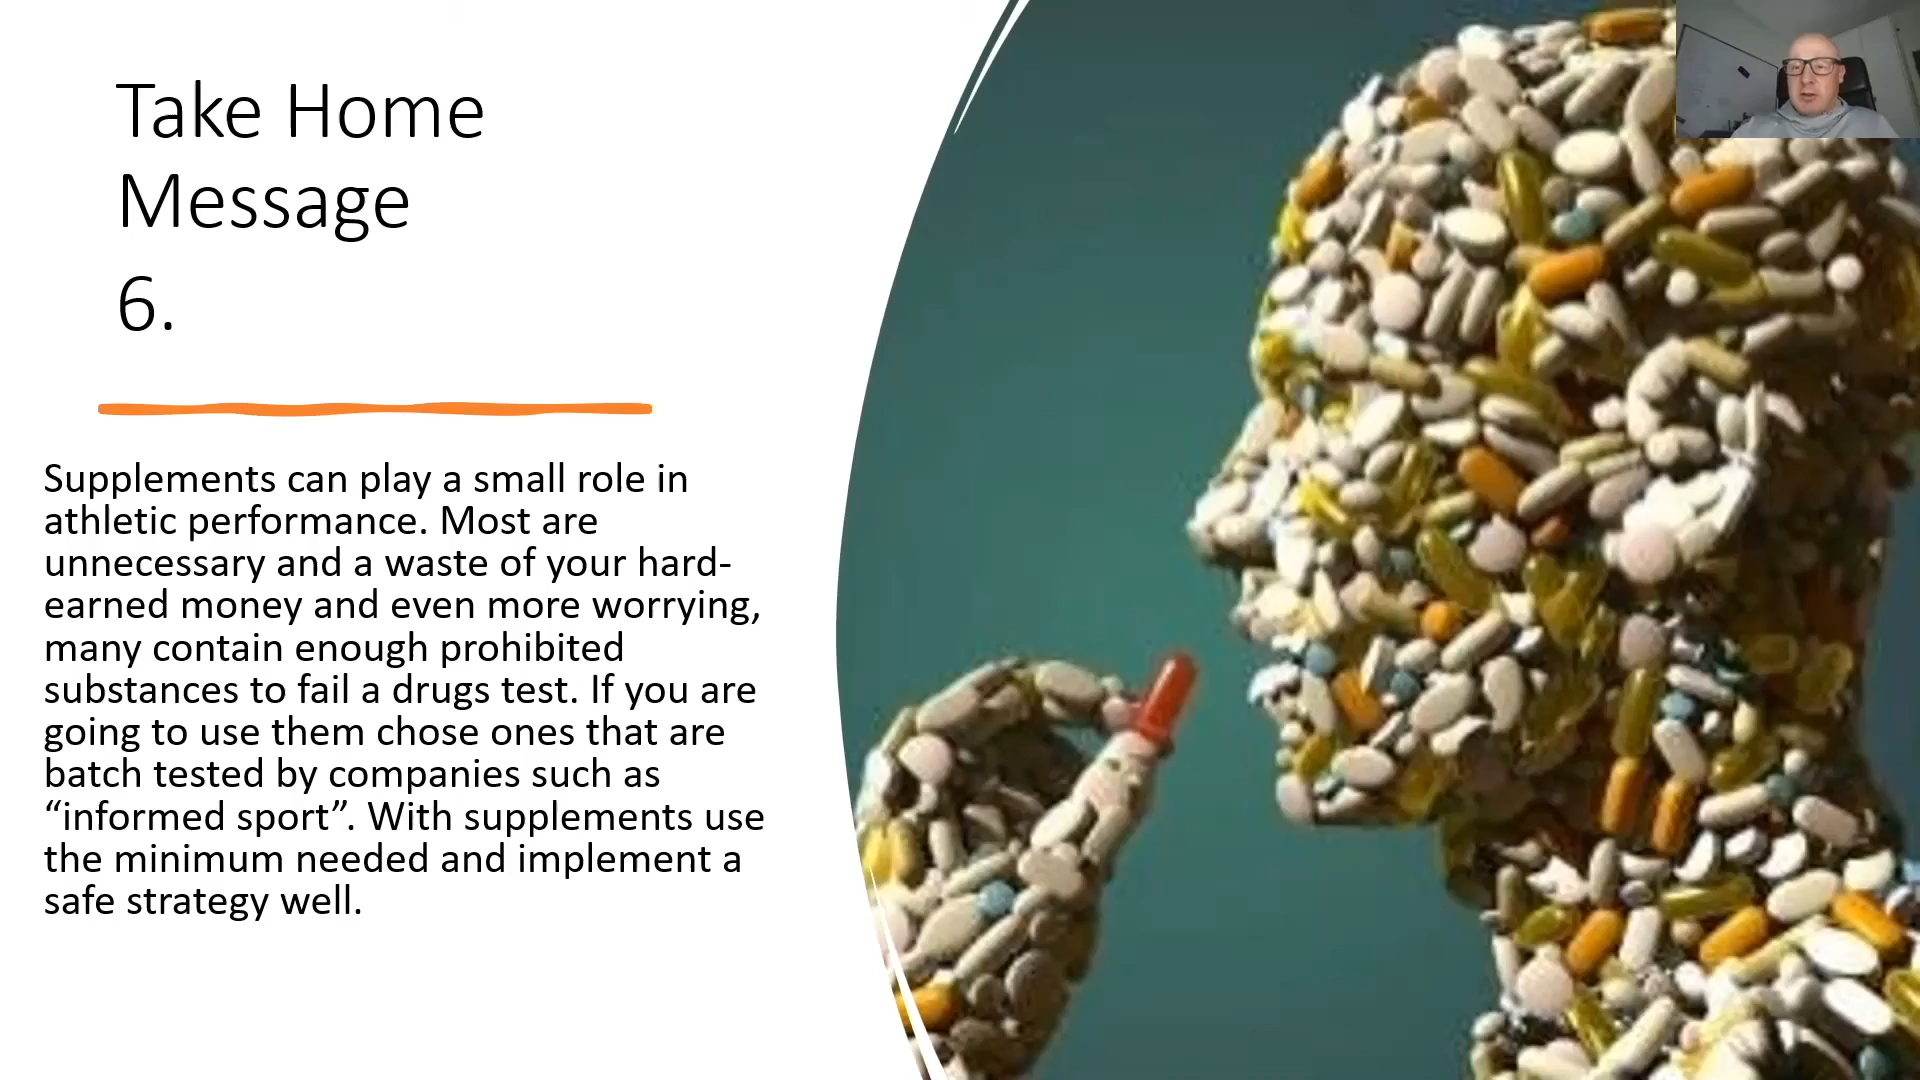 Take Home
Message
6.
Supplements can play a small role in
athletic performance. Most are
unnecessary and a waste of your hard-
earned money and even more worrying,
many contain enough prohibited
substances to fail a drugs test. If you are
going to use them chose ones that are
batch tested by companies such as
“informed sport”. With supplements use
the minimum needed and implement a
safe strategy well.